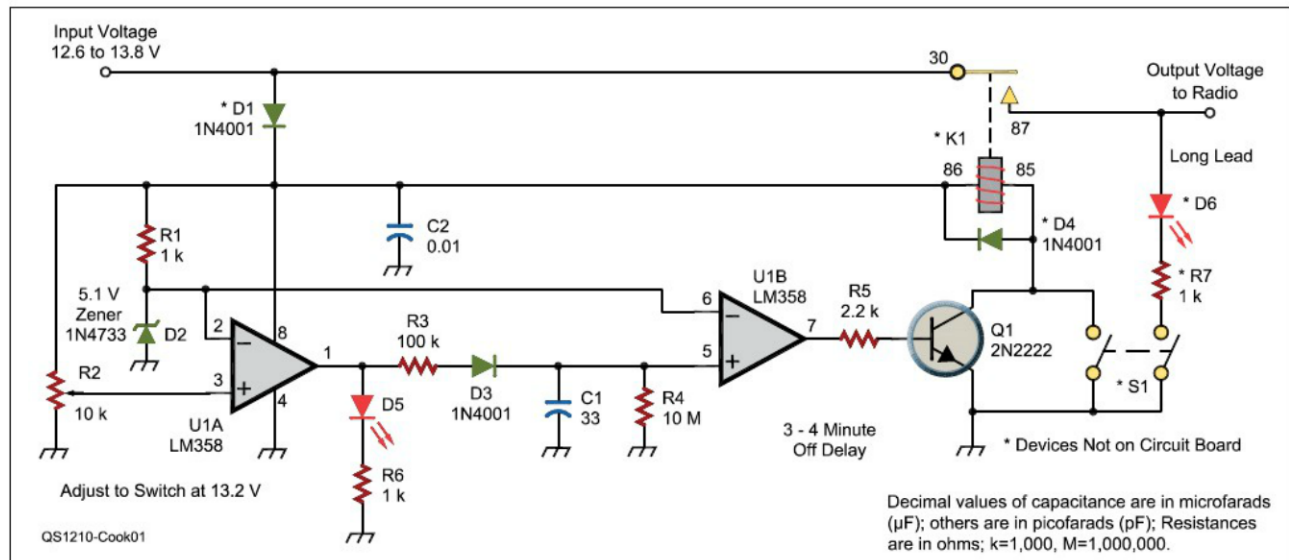 Input Voltage
12.6 to 13.8 V
30
Output Voltage
to Radio
* D1
1N4001
87
* K1
Long Lead
86
85
* D6
R1
1 k
C2
0.01
* D4
1N4001
U1B
LM358
* R7
1 k
5.1 V
Zener
1N4733
D2
2
8
R3
100 k
6
R5
2.2 k
7
Q1
2N2222
1
5
R2
10 k
3
4
D3
1N4001
C1
33
R4
10 M
* S1
U1A
LM358
D5
3 - 4 Minute
Off Delay
* Devices Not on Circuit Board
R6
1 k
Adjust to Switch at 13.2 V
Decimal values of capacitance are in microfarads
(µF); others are in picofarads (pF); Resistances
are in ohms; k=1,000, M=1,000,000.
QS1210-Cook01